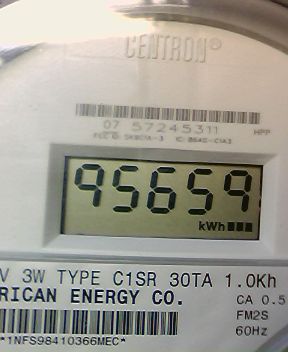 CENTRON®
07 57245311 HPP
95659
kWh
V 3W TYPE C1SR 30TA 1.0Kh
RICAN ENERGY CO. CA 0.5
FM2S
60Hz
*1NFS98410366MEC*